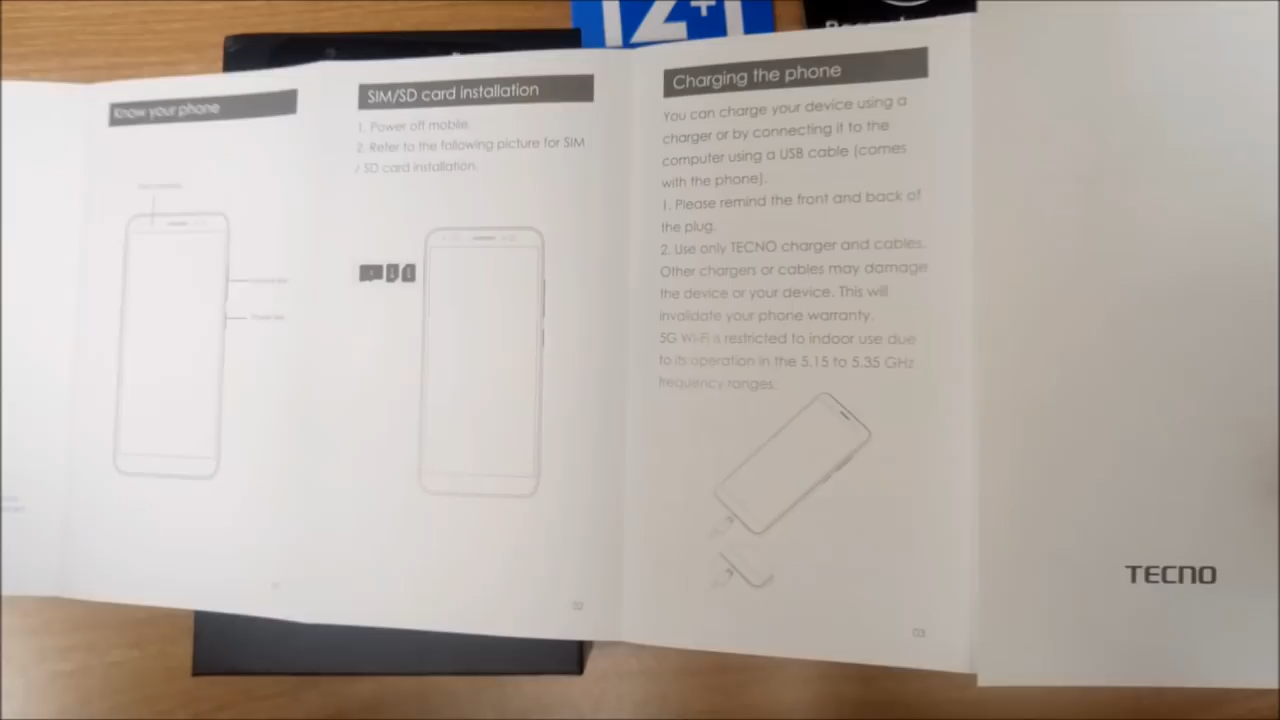 12+1
Know your phone
SIM/SD card installation
1. Power off mobile.
2. Refer to the following picture for SIM
/ SD card installation.
02
Charging the phone
You can charge your device using a
charger or by connecting it to the
computer using a USB cable (comes
with the phone).
1. Please remind the front and back of
the plug.
2. Use only TECNO charger and cables.
Other chargers or cables may damage
the device or your device. This will
invalidate your phone warranty.
5G Wi-Fi is restricted to indoor use due
to its operation in the 5.15 to 5.35 GHz
frequency ranges.
03
TECNO